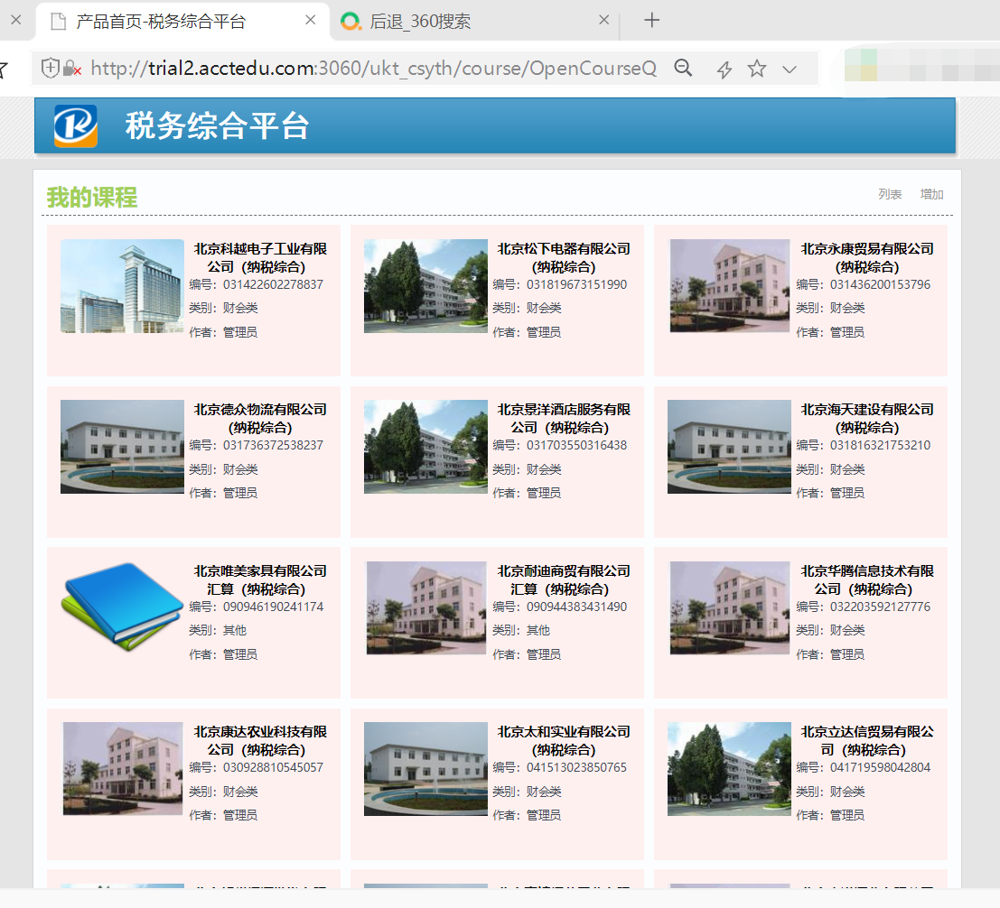 产品首页-税务综合平台
后退_360搜索
http://trial2.acctedu.com:3060/ukt_csyth/course/OpenCourseQ
税务综合平台
我的课程
列表 增加
北京科越电子工业有限
公司（纳税综合）
编号：031422602278837
类别：财会类
作者：管理员
北京松下电器有限公司
（纳税综合）
编号：031819673151990
类别：财会类
作者：管理员
北京永康贸易有限公司
（纳税综合）
编号：031436200153796
类别：财会类
作者：管理员
北京德众物流有限公司
（纳税综合）
编号：031736372538237
类别：财会类
作者：管理员
北京景洋酒店服务有限
公司（纳税综合）
编号：031703550316438
类别：财会类
作者：管理员
北京海天建设有限公司
（纳税综合）
编号：031816321753210
类别：财会类
作者：管理员
北京唯美家具有限公司
汇算（纳税综合）
编号：090946190241174
类别：其他
作者：管理员
北京耐迪商贸有限公司
汇算（纳税综合）
编号：090944383431490
类别：其他
作者：管理员
北京华腾信息技术有限
公司（纳税综合）
编号：032203592127776
类别：财会类
作者：管理员
北京康达农业科技有限
公司（纳税综合）
编号：030928810545057
类别：财会类
作者：管理员
北京太和实业有限公司
（纳税综合）
编号：041513023850765
类别：财会类
作者：管理员
北京立达信贸易有限公
司（纳税综合）
编号：041719598042804
类别：财会类
作者：管理员